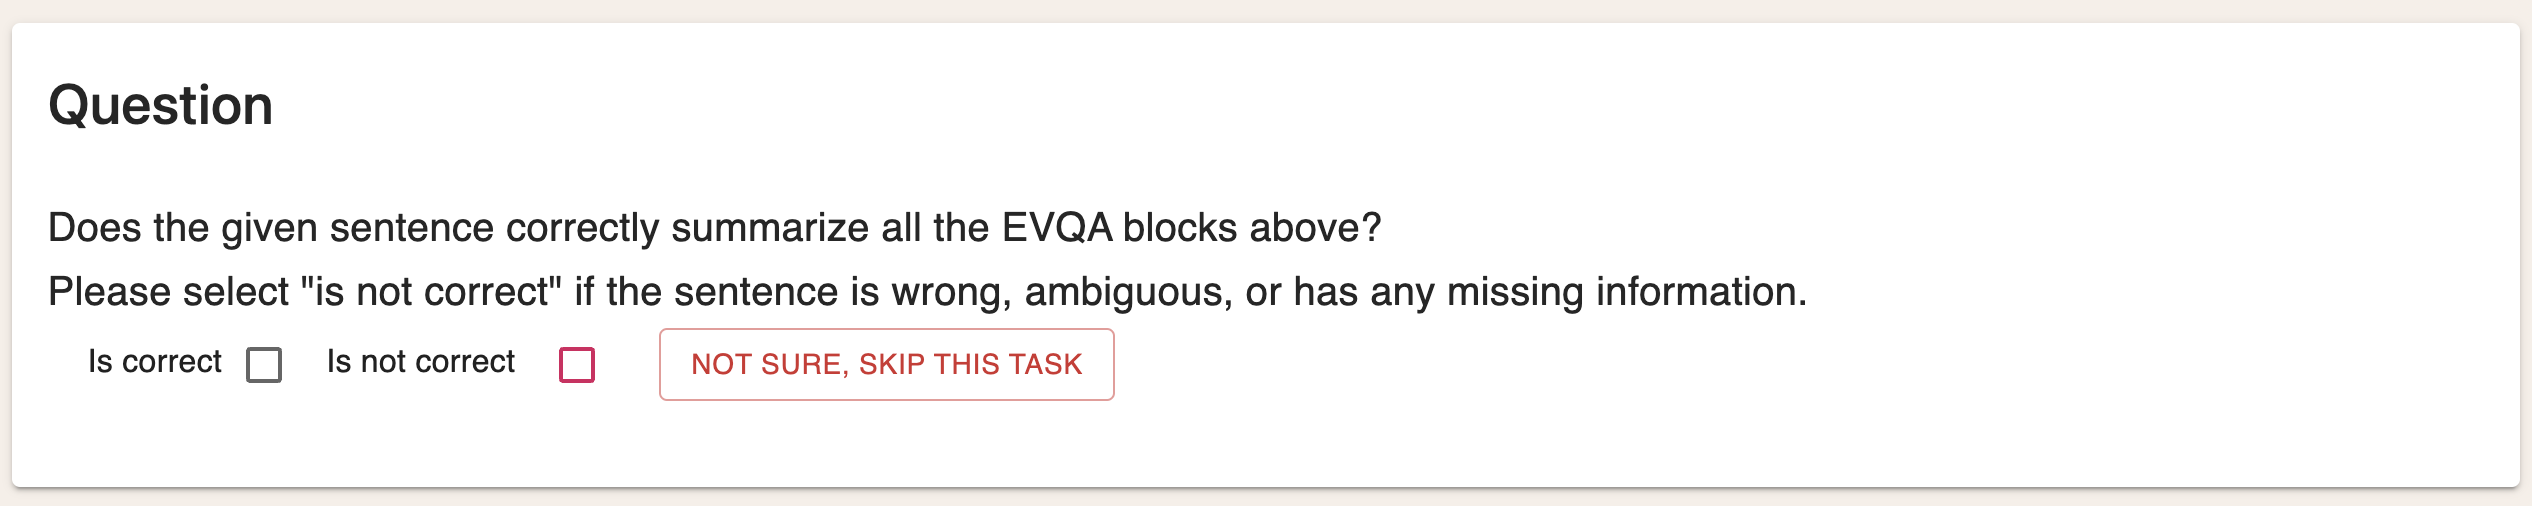 Question
Does the given sentence correctly summarize all the EVQA blocks above?
Please select "is not correct" if the sentence is wrong, ambiguous, or has any missing information.
Is correct Is not correct NOT SURE, SKIP THIS TASK